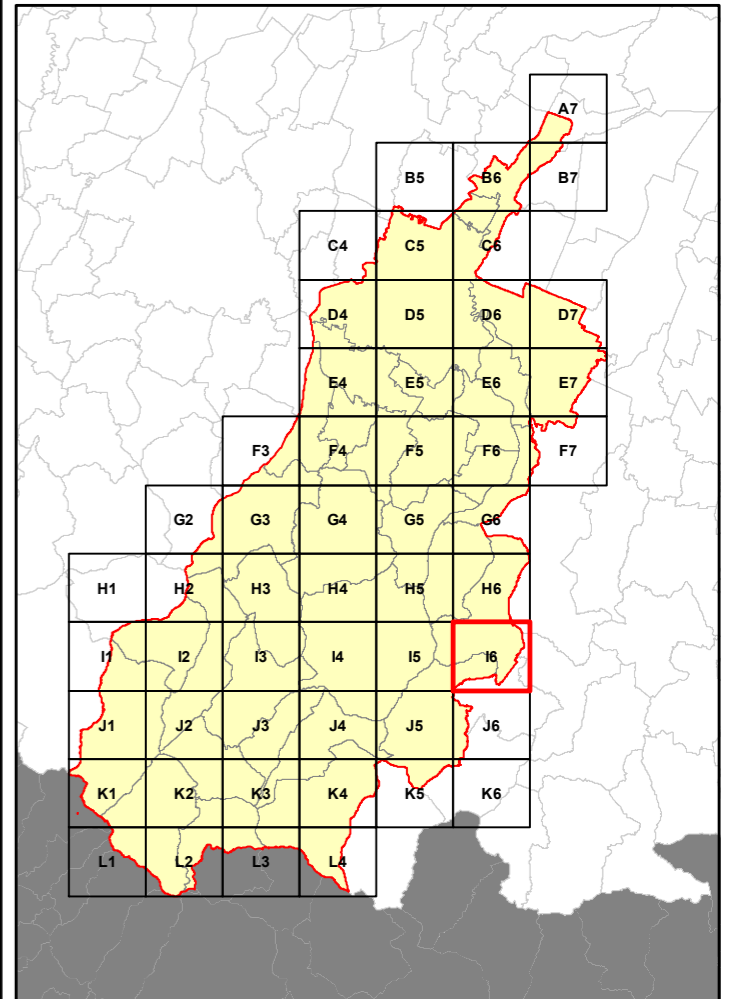 A7
B5 B6 B7
C4 C5 C6
D4 D5 D6 D7
E4 E5 E6 E7
F3 F4 F5 F6 F7
G2 G3 G4 G5 G6
H1 H2 H3 H4 H5 H6
I1 I2 I3 I4 I5 I6
J1 J2 J3 J4 J5 J6
K1 K2 K3 K4 K5 K6
L1 L2 L3 L4